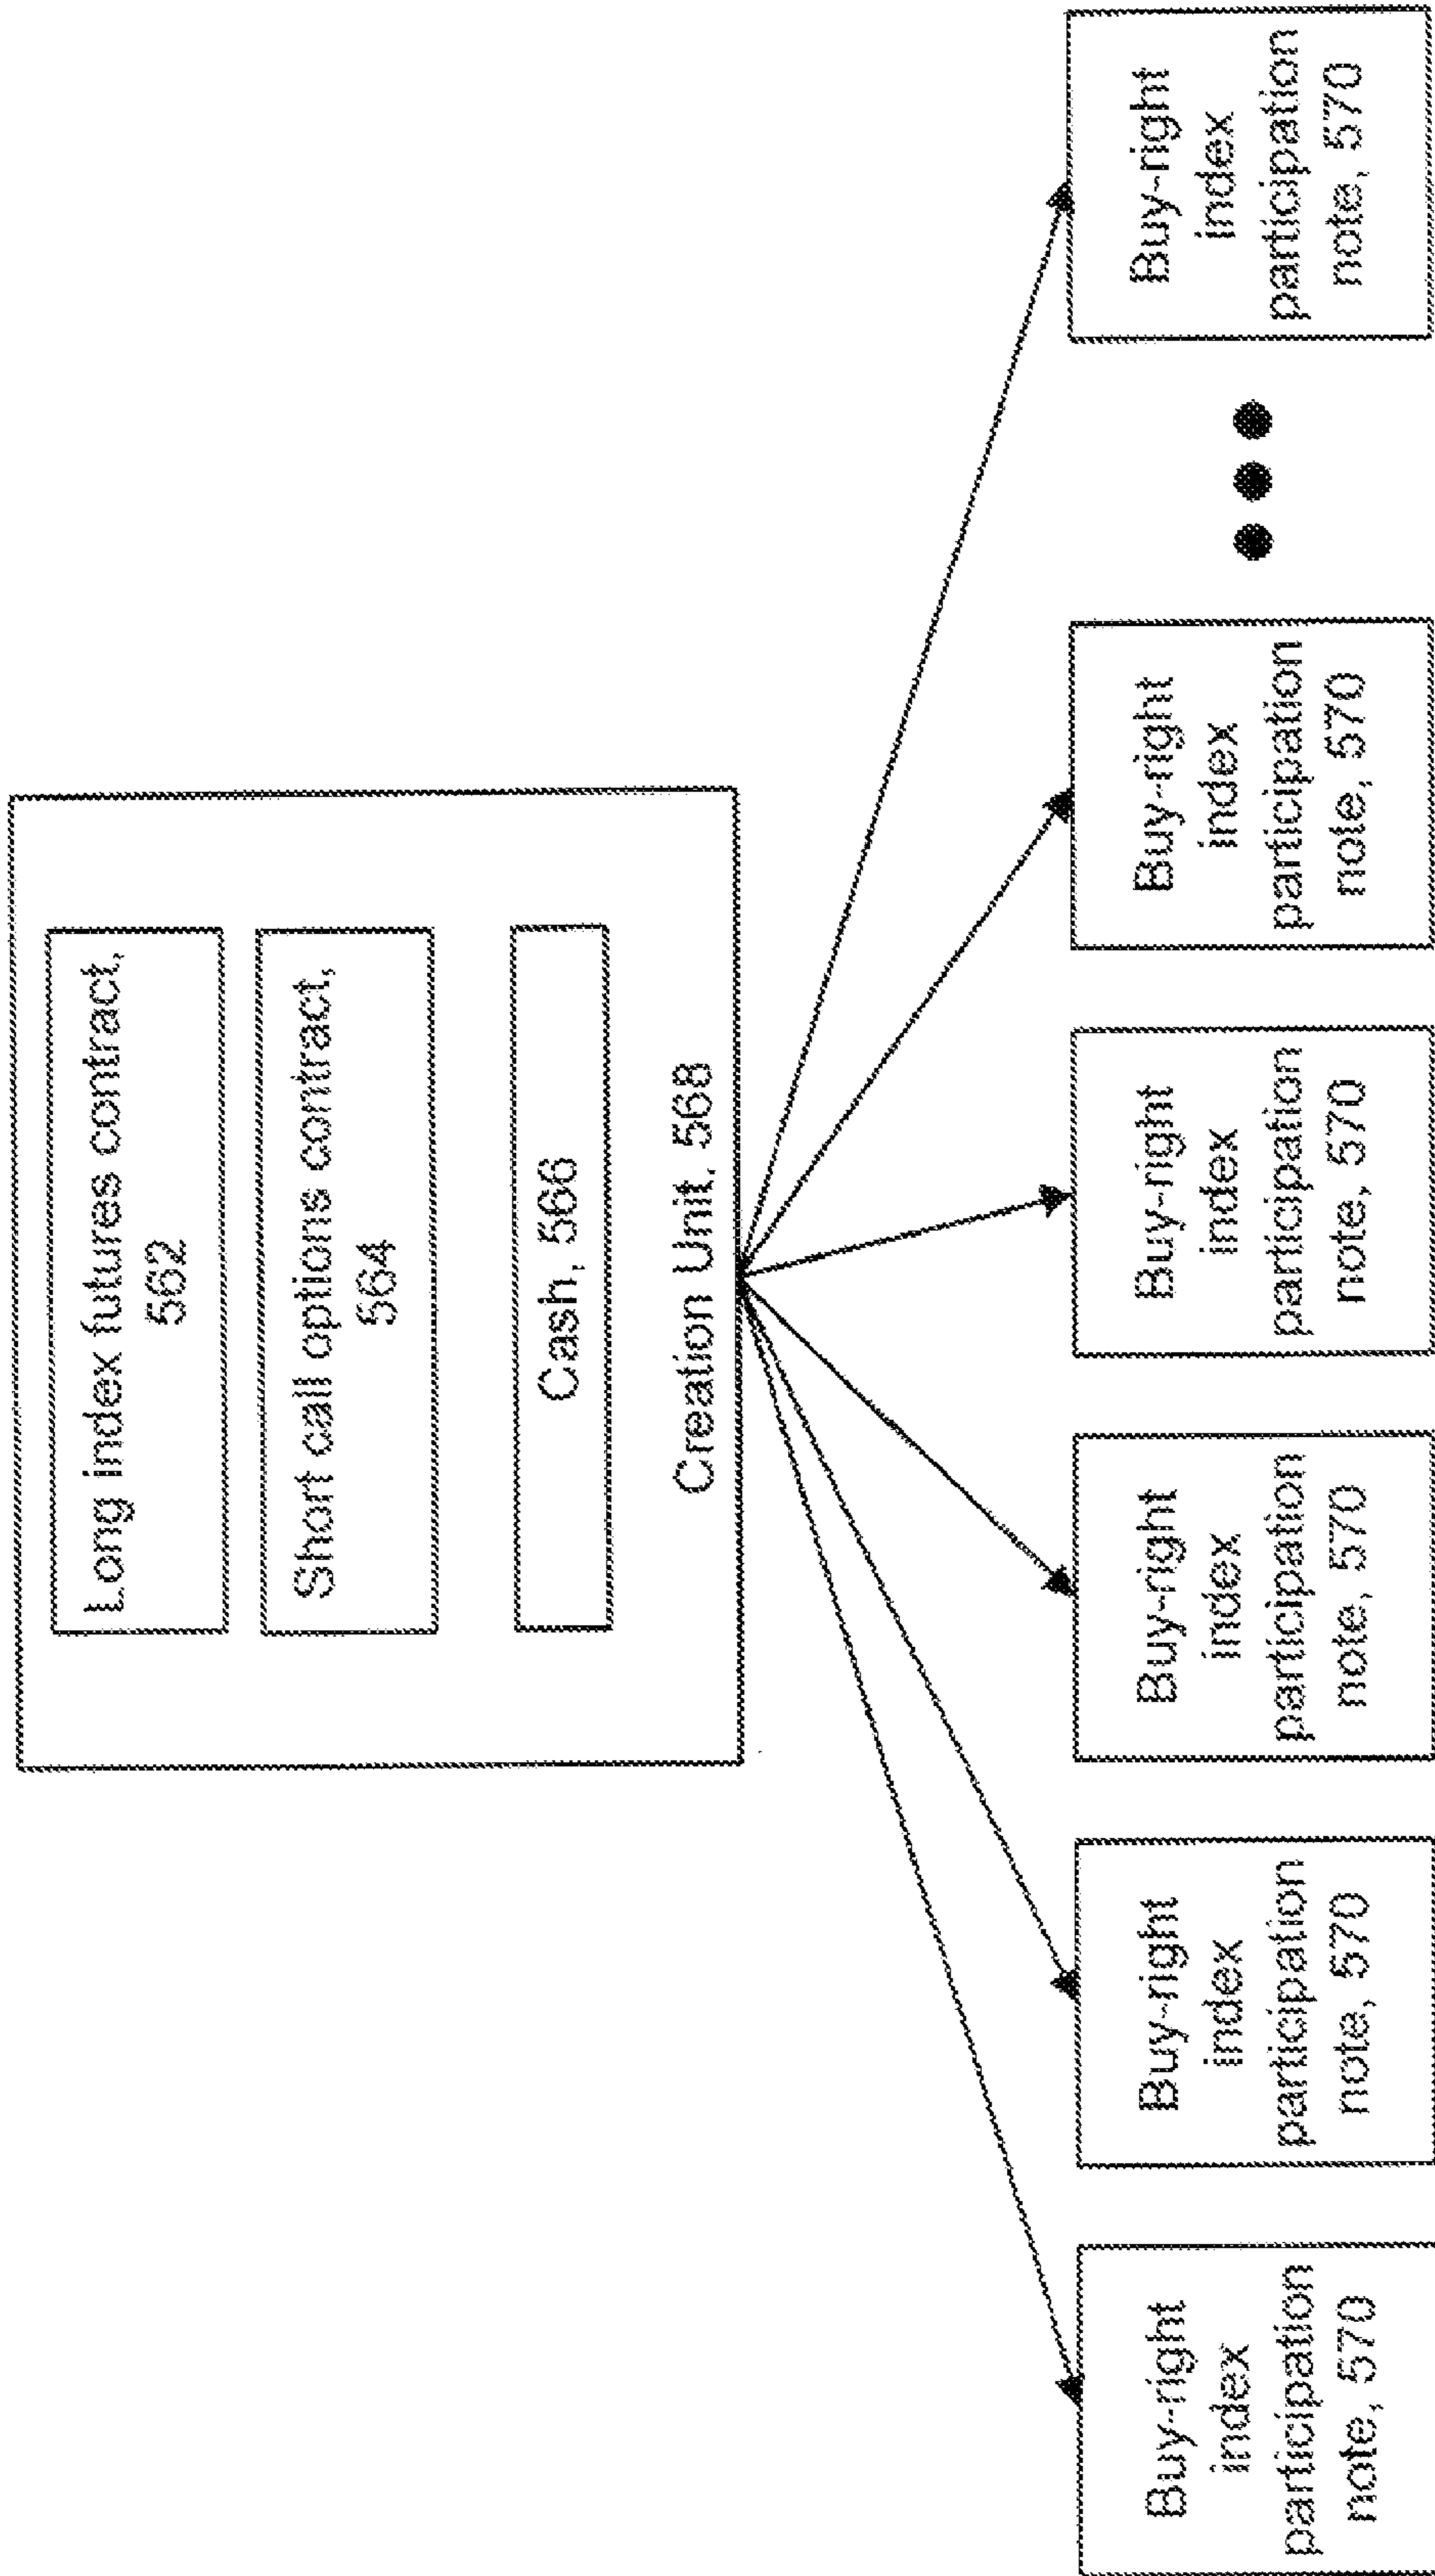 Long index futures contract,
562
Short call options contract,
564
Cash, 566
Creation Unit, 568
Buy-right
index
participation
note, 570
Buy-right
index
participation
note, 570
Buy-right
index
participation
note, 570
Buy-right
index
participation
note, 570
Buy-right
index
participation
note, 570
Buy-right
index
participation
note, 570